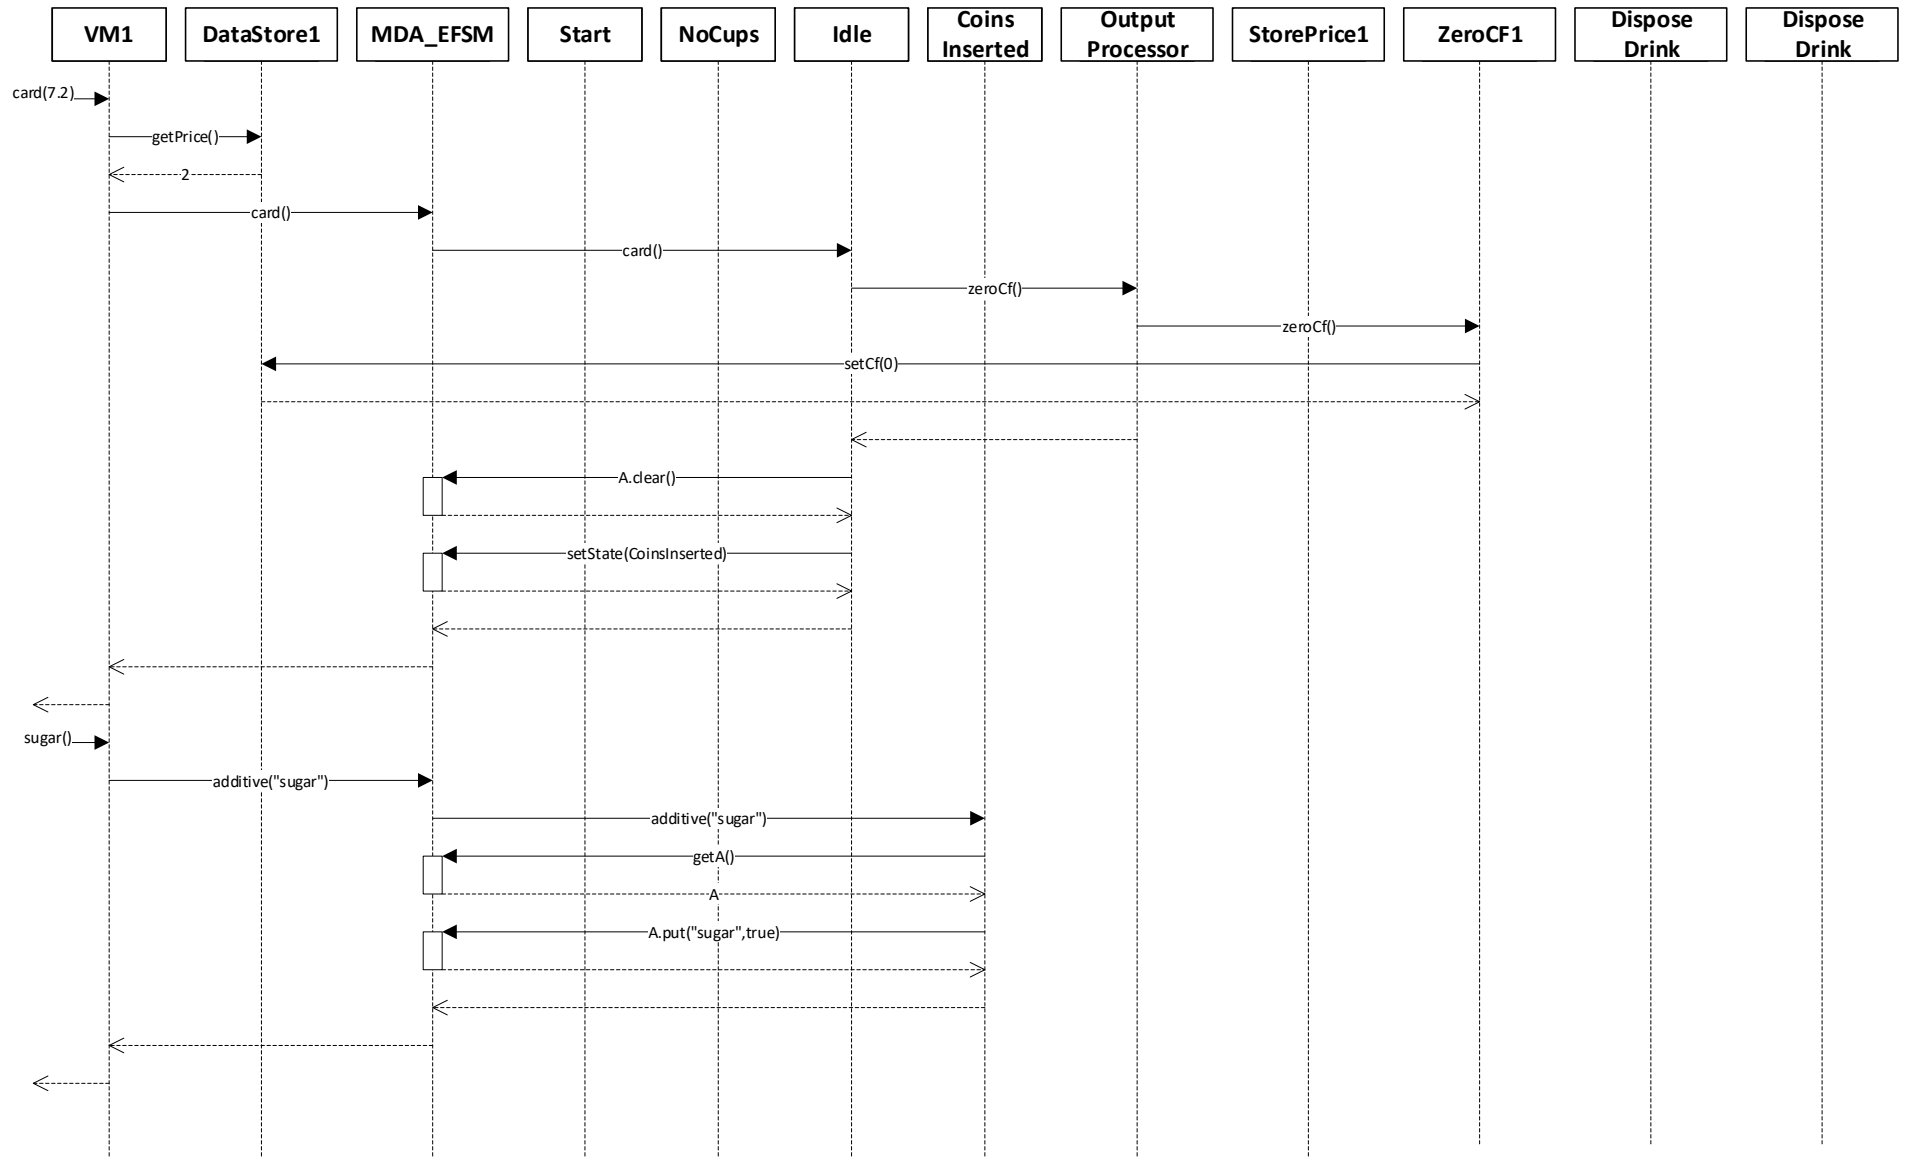 VM1
DataStore1
MDA_EFSM
Start
NoCups
Idle
Coins
Inserted
Output
Processor
StorePrice1
ZeroCF1
Dispose
Drink
Dispose
Drink
card(7.2)
getPrice()
2
card()
card()
zeroCf()
zeroCf()
setCf(0)
A.clear()
setState(CoinsInserted)
sugar()
additive("sugar")
additive("sugar")
getA()
A
A.put("sugar",true)